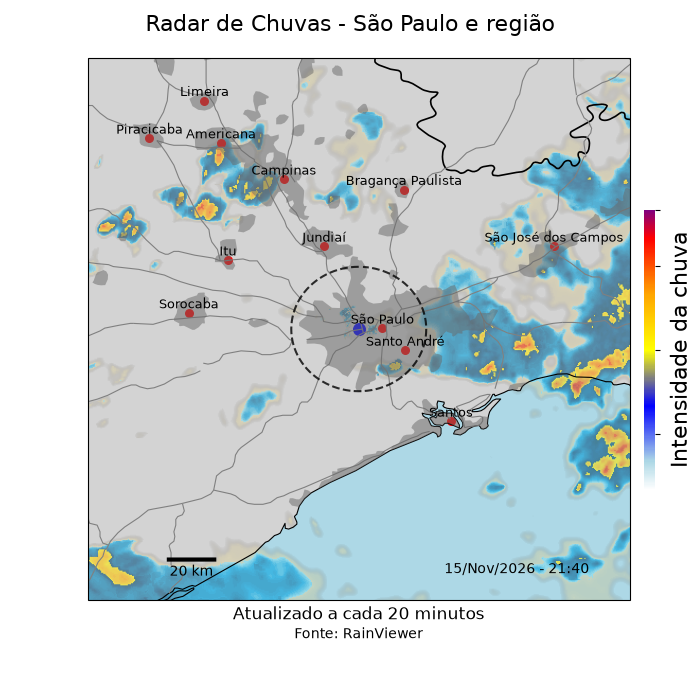 Radar de Chuvas - São Paulo e região
Limeira
Piracicaba
Americana
Campinas
Bragança Paulista
Jundiaí
São José dos Campos
Itu
Sorocaba
São Paulo
Santo André
Santos
Intensidade da chuva
20 km
15/Nov/2026 - 21:40
Atualizado a cada 20 minutos
Fonte: RainViewer